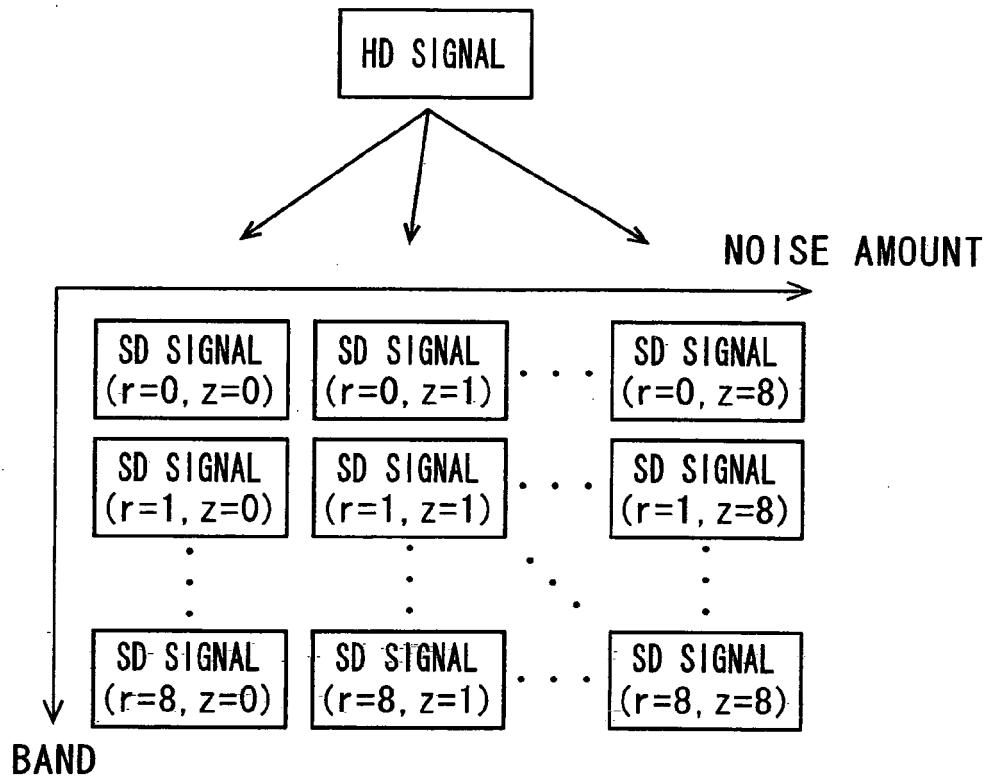 HD SIGNAL
NOISE AMOUNT
SD SIGNAL
(r=0, z=0)
SD SIGNAL
(r=0, z=1)
SD SIGNAL
(r=0, z=8)
SD SIGNAL
(r=1, z=0)
SD SIGNAL
(r=1, z=1)
SD SIGNAL
(r=1, z=8)
SD SIGNAL
(r=8, z=0)
SD SIGNAL
(r=8, z=1)
SD SIGNAL
(r=8, z=8)
BAND